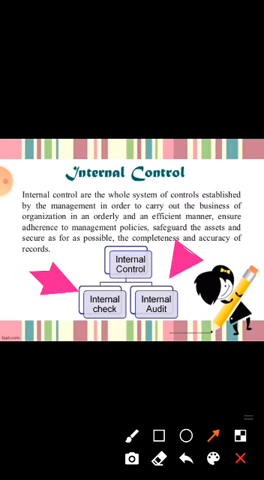 Internal Control
Internal control are the whole system of controls established
by the management in order to carry out the business of
organization in an orderly and an efficient manner, ensure
adherence to management policies, safeguard the assets and
secure as for as possible, the completeness and accuracy of
records.
Internal
Control
Internal
check
Internal
Audit